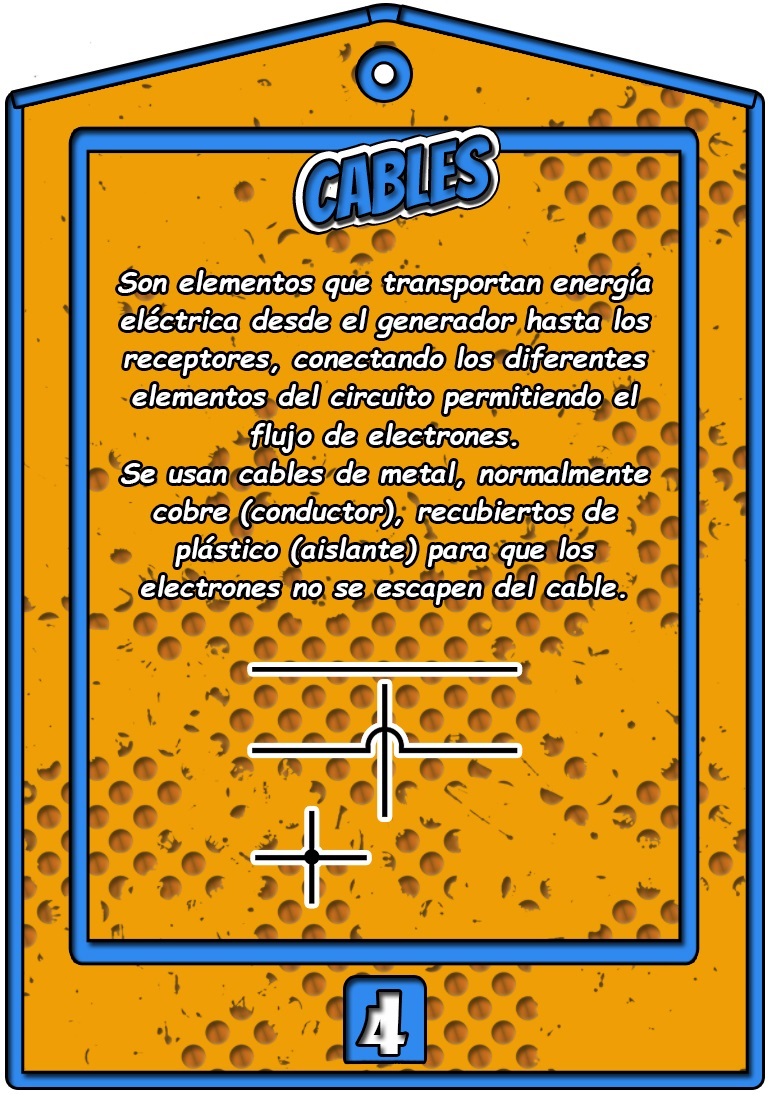 CABLES
Son elementos que transportan energía
eléctrica desde el generador hasta los
receptores, conectando los diferentes
elementos del circuito permitiendo el
flujo de electrones.
Se usan cables de metal, normalmente
cobre (conductor), recubiertos de
plástico (aislante) para que los
electrones no se escapen del cable.
4